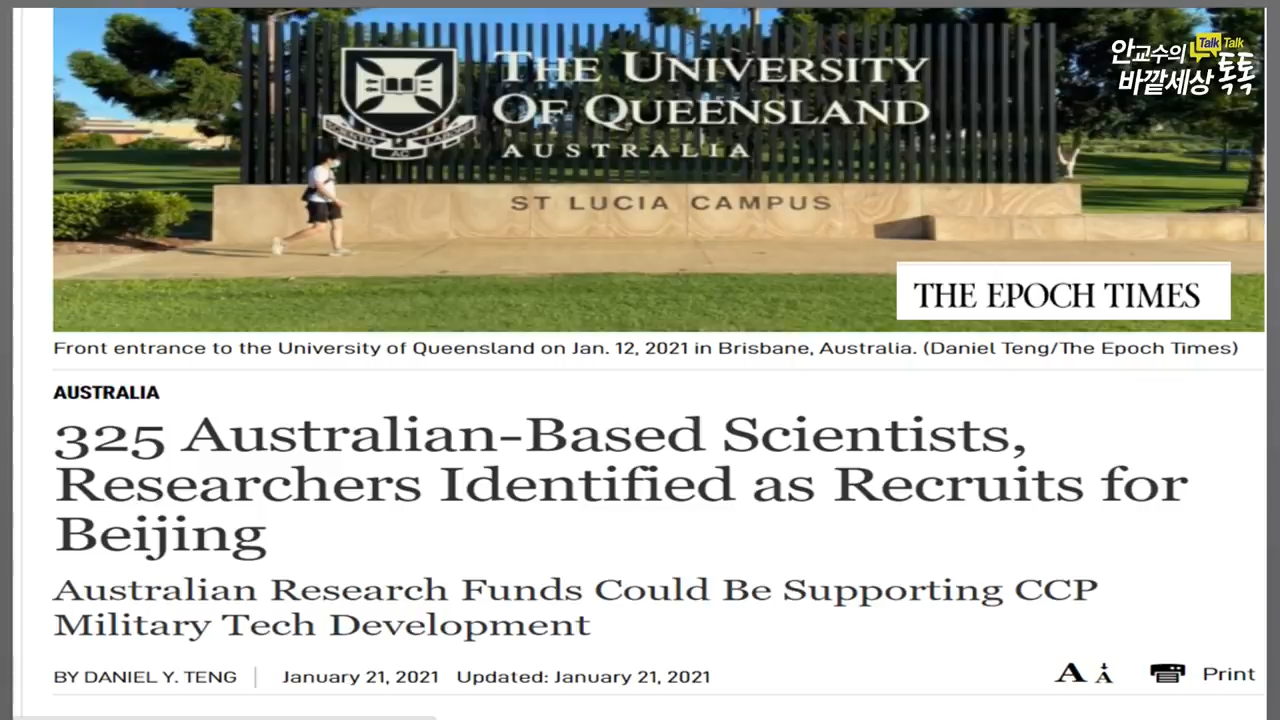 안교수의
Talk Talk
바깥세상 톡톡
THE UNIVERSITY
OF QUEENSLAND
AUSTRALIA
AC
ST LUCIA CAMPUS
THE EPOCH TIMES
Front entrance to the University of Queensland on Jan. 12, 2021 in Brisbane, Australia. (Daniel Teng/The Epoch Times)
AUSTRALIA
325 Australian-Based Scientists,
Researchers Identified as Recruits for
Beijing
Australian Research Funds Could Be Supporting CCP
Military Tech Development
BY DANIEL Y. TENG January 21, 2021 Updated: January 21, 2021
A A Print